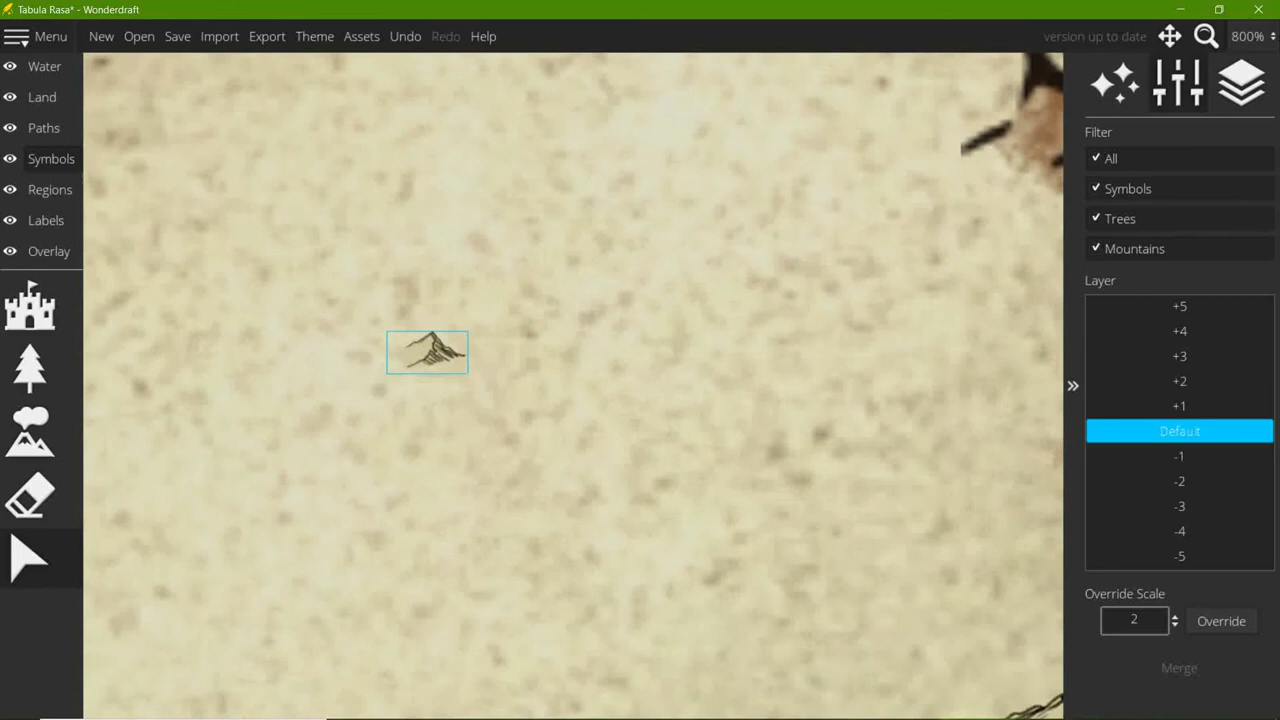 Tabula Rasa* - Wonderdraft
Menu New Open Save Import Export Theme Assets Undo Redo Help version up to date 800%
Water
Land
Paths
Symbols
Regions
Labels
Overlay
Filter
All
Symbols
Trees
Mountains
Layer
+5
+4
+3
+2
+1
Default
-1
-2
-3
-4
-5
Override Scale
2 Override
Merge